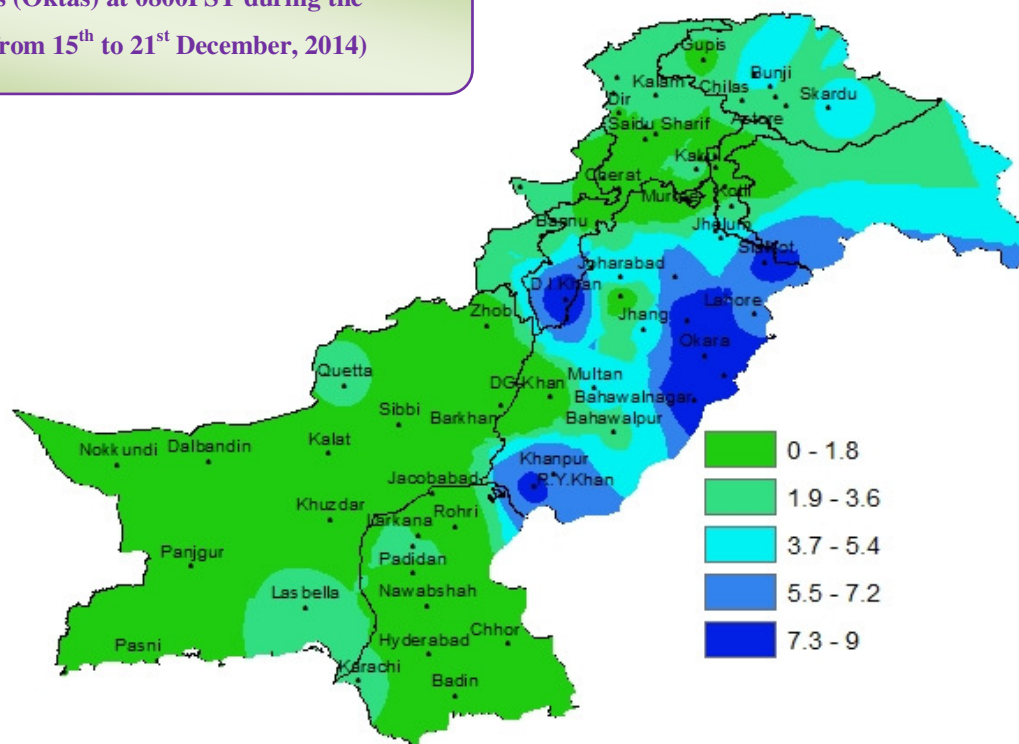 s (Oktas) at 0800PST during the
from 15th to 21st December, 2014)
Gupis
Bunji
Kalam
Chilas
Skardu
Dir
Astore
Saidu Sharif
Kakul
Cherat
Murree
Kotli
Bannu
Jhelum
Sialkot
Joharabad
D.I.Khan
Lahore
Zhob
Jhang
Okara
Quetta
Multan
DG Khan
Bahawalnagar
Sibbi
Barkhan
Bahawalpur
Nokkundi
Dalbandin
Kalat
Khanpur
Jacobabad
R.Y.Khan
Khuzdar
Rohri
Larkana
Panjgur
Padidan
Lasbella
Nawabshah
Pasni
Hyderabad
Chhor
Karachi
Badin
0 - 1.8
1.9 - 3.6
3.7 - 5.4
5.5 - 7.2
7.3 - 9